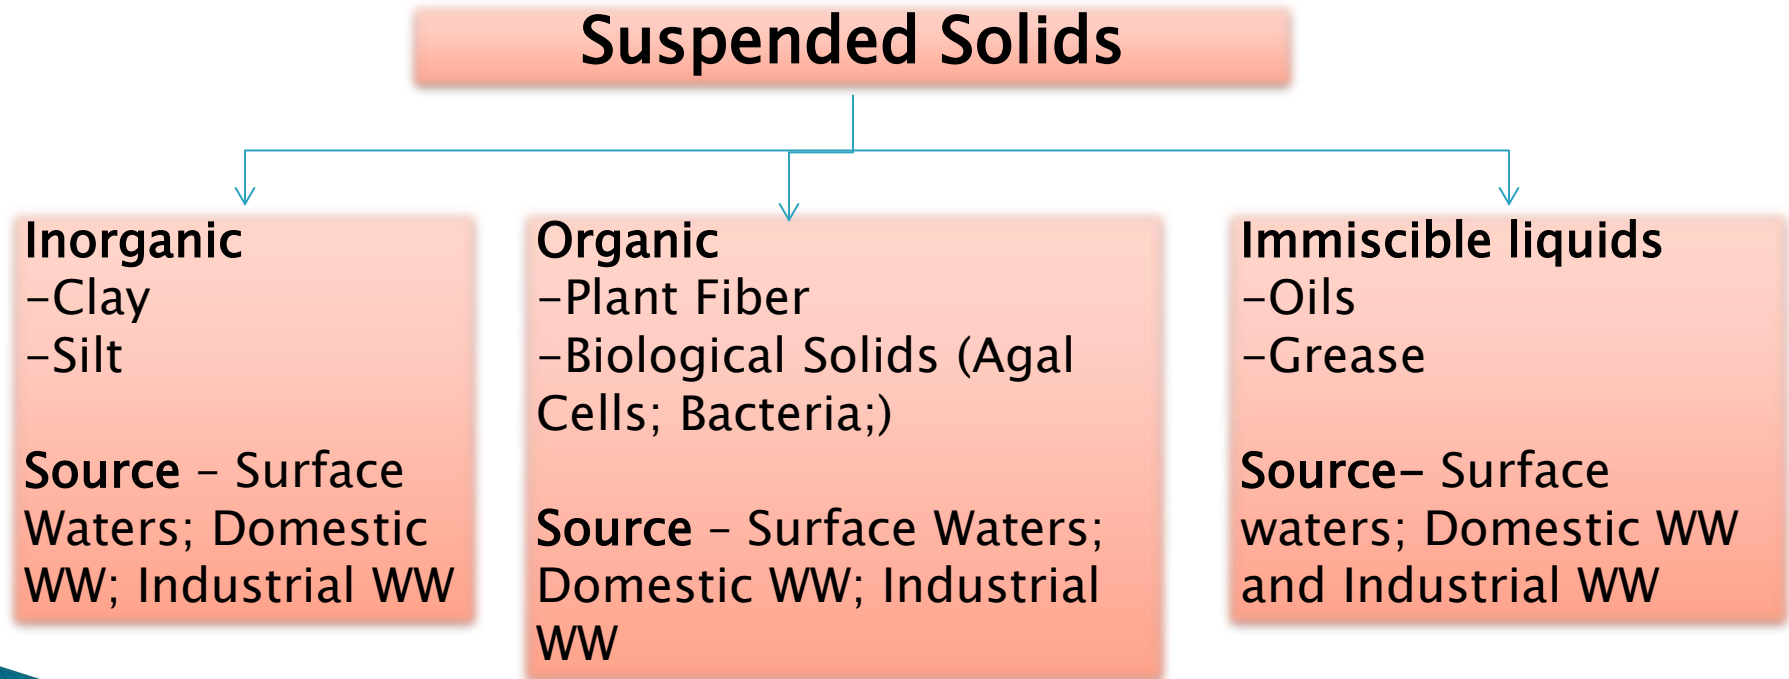 Suspended Solids
Inorganic
-Clay
-Silt
Source - Surface
Waters; Domestic
WW; Industrial WW
Organic
-Plant Fiber
-Biological Solids (Agal
Cells; Bacteria;)
Source - Surface Waters;
Domestic WW; Industrial
WW
Immiscible liquids
-Oils
-Grease
Source- Surface
waters; Domestic WW
and Industrial WW